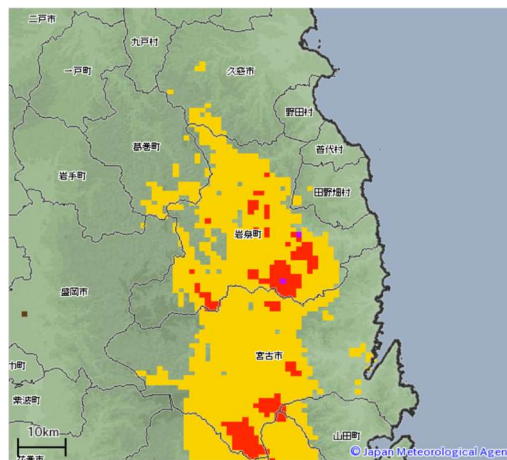 二戸市
九戸村
一戸町
久慈市
野田村
葛巻町
普代村
岩手町
田野畑村
岩泉町
盛岡市
宮古市
紫波町
山田町
10km
© Japan Meteorological Agen